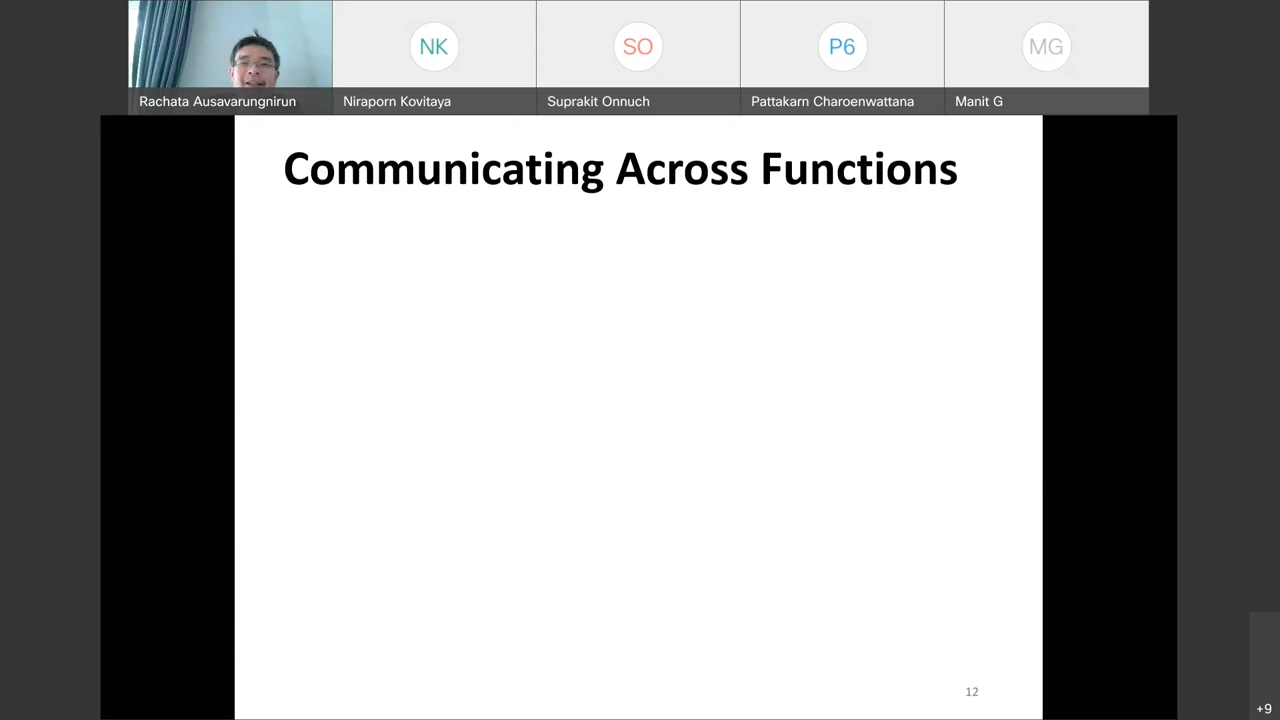 NK
SO
P6
MG
Rachata Ausavarungnirun
Niraporn Kovitaya
Suprakit Onnuch
Pattakarn Charoenwattana
Manit G
Communicating Across Functions
12
+9